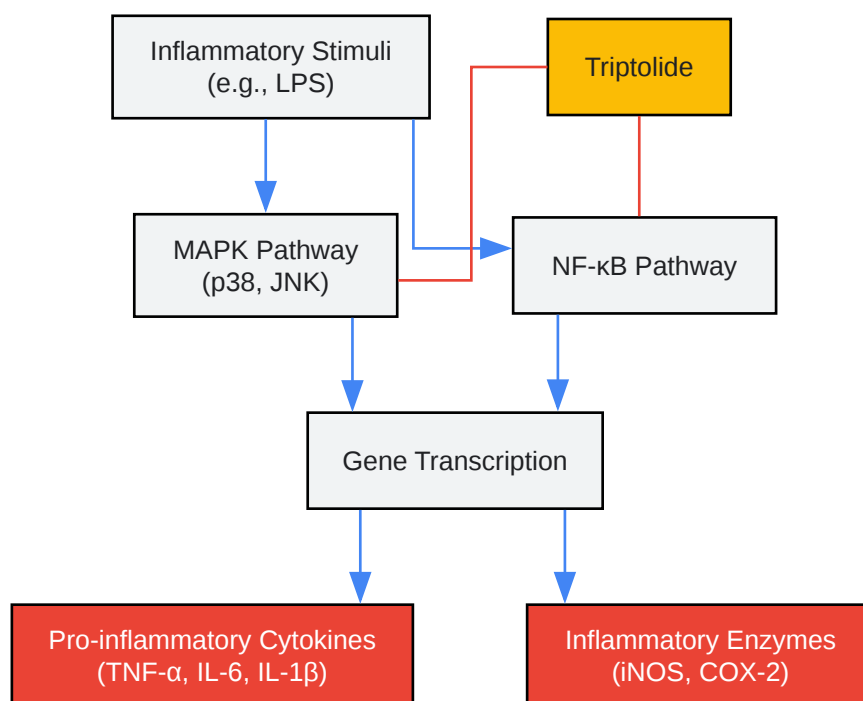 Inflammatory Stimuli
(e.g., LPS)
Triptolide
MAPK Pathway
(p38, JNK)
NF-κB Pathway
Gene Transcription
Pro-inflammatory Cytokines
(TNF-α, IL-6, IL-1β)
Inflammatory Enzymes
(iNOS, COX-2)